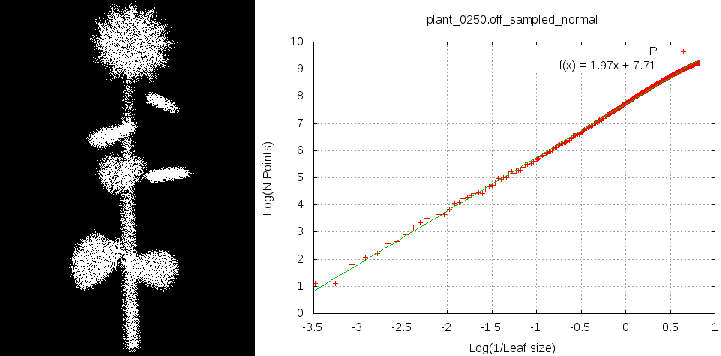 plant_0250.off_sampled_normal
P
f(x) = 1.97x + 7.71
Log(N Points)
10
9
8
7
6
5
4
3
2
1
0
-3.5 -3 -2.5 -2 -1.5 -1 -0.5 0 0.5 1
Log(1/Leaf size)